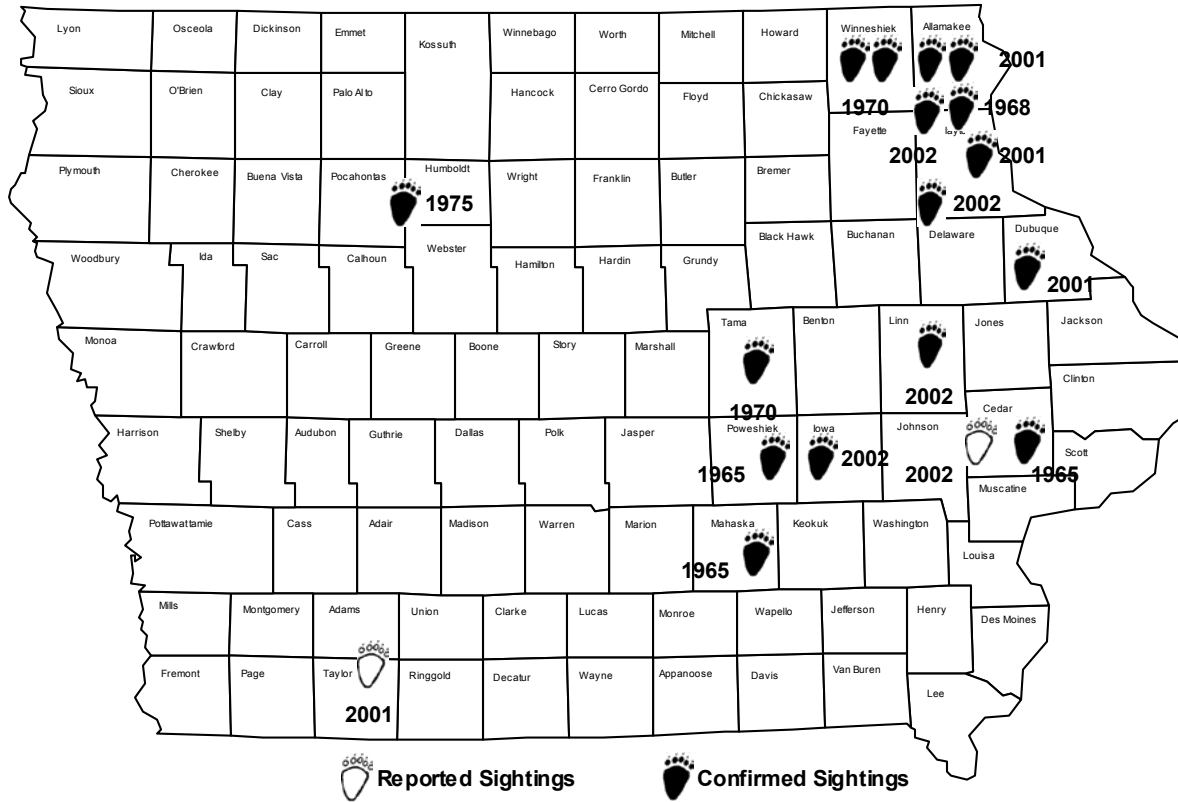 Lyon
Osceola
Dickinson
Emmet
Kossuth
Winnebago
Worth
Mitchell
Howard
Winneshiek
Allamakee
2001
Sioux
O'Brien
Clay
Palo Alto
Hancock
Cerro Gordo
Floyd
Chickasaw
1970
1968
Fayette
2002
2001
Plymouth
Cherokee
Buena Vista
Pocahontas
Humboldt
1975
Wright
Franklin
Butler
Bremer
2002
Black Hawk
Buchanan
Delaware
Dubuque
2001
Woodbury
Ida
Sac
Calhoun
Webster
Hamilton
Hardin
Grundy
Tama
Benton
Linn
Jones
Jackson
Monoa
Crawford
Carroll
Greene
Boone
Story
Marshall
1970
2002
Clinton
Cedar
Harrison
Shelby
Audubon
Guthrie
Dallas
Polk
Jasper
Poweshiek
Iowa
Johnson
Scott
1965
2002
2002
1965
Muscatine
Pottawattamie
Cass
Adair
Madison
Warren
Marion
Mahaska
Keokuk
Washington
1965
Louisa
Mills
Montgomery
Adams
Union
Clarke
Lucas
Monroe
Wapello
Jefferson
Henry
Des Moines
Fremont
Page
Taylor
Ringgold
Decatur
Wayne
Appanoose
Davis
Van Buren
Lee
2001
Reported Sightings
Confirmed Sightings